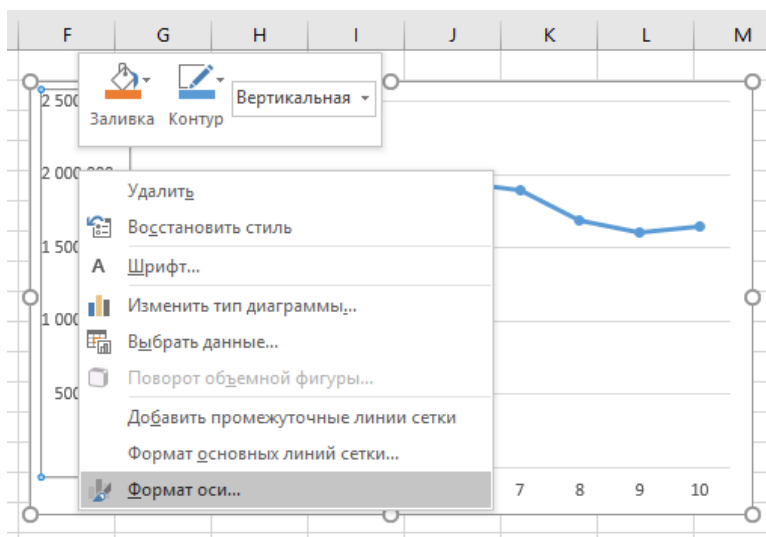 F G H I J K L M
Заливка Контур Вертикальная
2 500
2 000 000
1 500
1 000
500
Удалить
Восстановить стиль
Шрифт...
Изменить тип диаграммы...
Выбрать данные...
Поворот объемной фигуры...
Добавить промежуточные линии сетки
Формат основных линий сетки...
Формат оси...
7 8 9 10